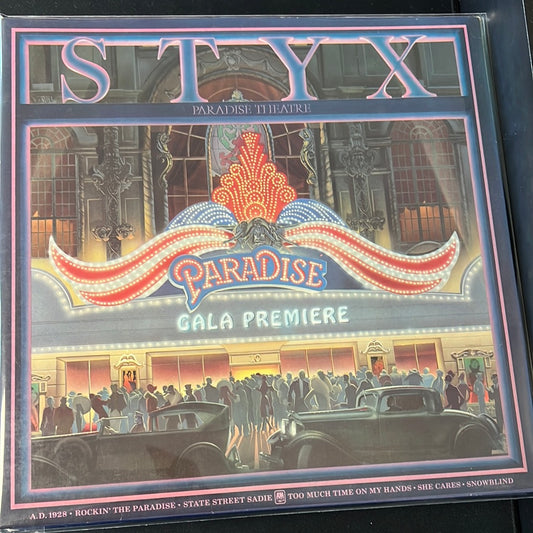 STYX
PARADISE THEATRE
PARADISE
GALA PREMIERE
A.D. 1928 • ROCKIN' THE PARADISE • STATE STREET SADIE • A&M • TOO MUCH TIME ON MY HANDS • SHE CARES • SNOWBLIND